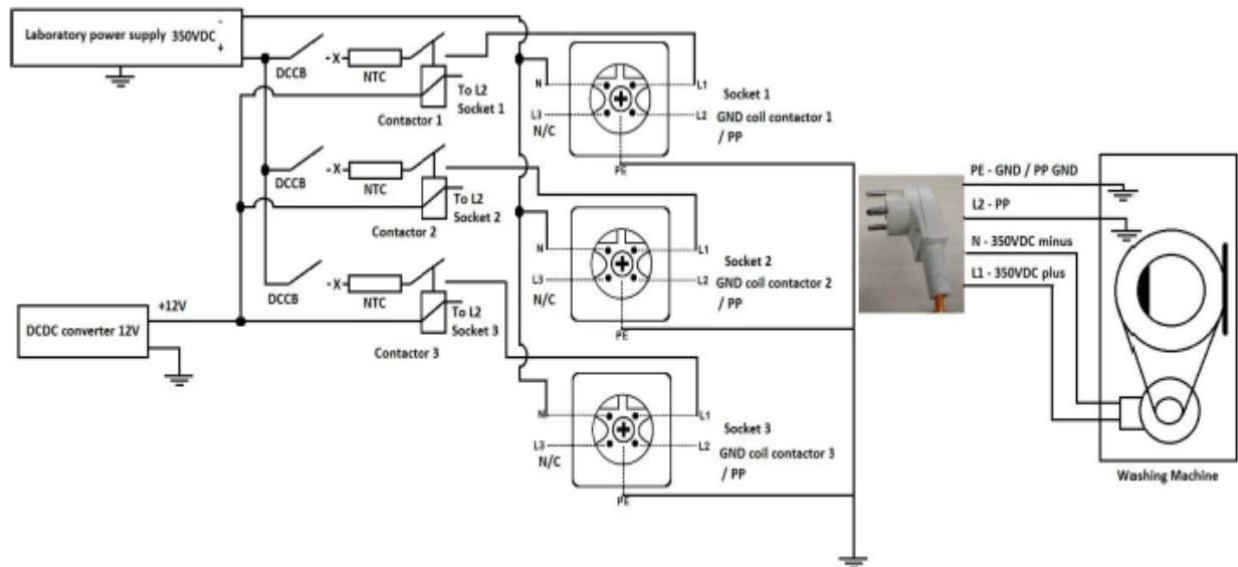 Laboratory power supply 350VDC
-
+
DCCB
-X-
NTC
To L2
Socket 1
Contactor 1
DCCB
-X-
NTC
To L2
Socket 2
Contactor 2
DCCB
-X-
NTC
To L2
Socket 3
Contactor 3
DCDC converter 12V
+12V
N
L1
L3
L2
N/C
PE
Socket 1
GND coil contactor 1
/ PP
N
L1
L3
L2
N/C
PE
Socket 2
GND coil contactor 2
/ PP
N
L1
L3
L2
N/C
PE
Socket 3
GND coil contactor 3
/ PP
PE - GND / PP GND
L2 - PP
N - 350VDC minus
L1 - 350VDC plus
Washing Machine